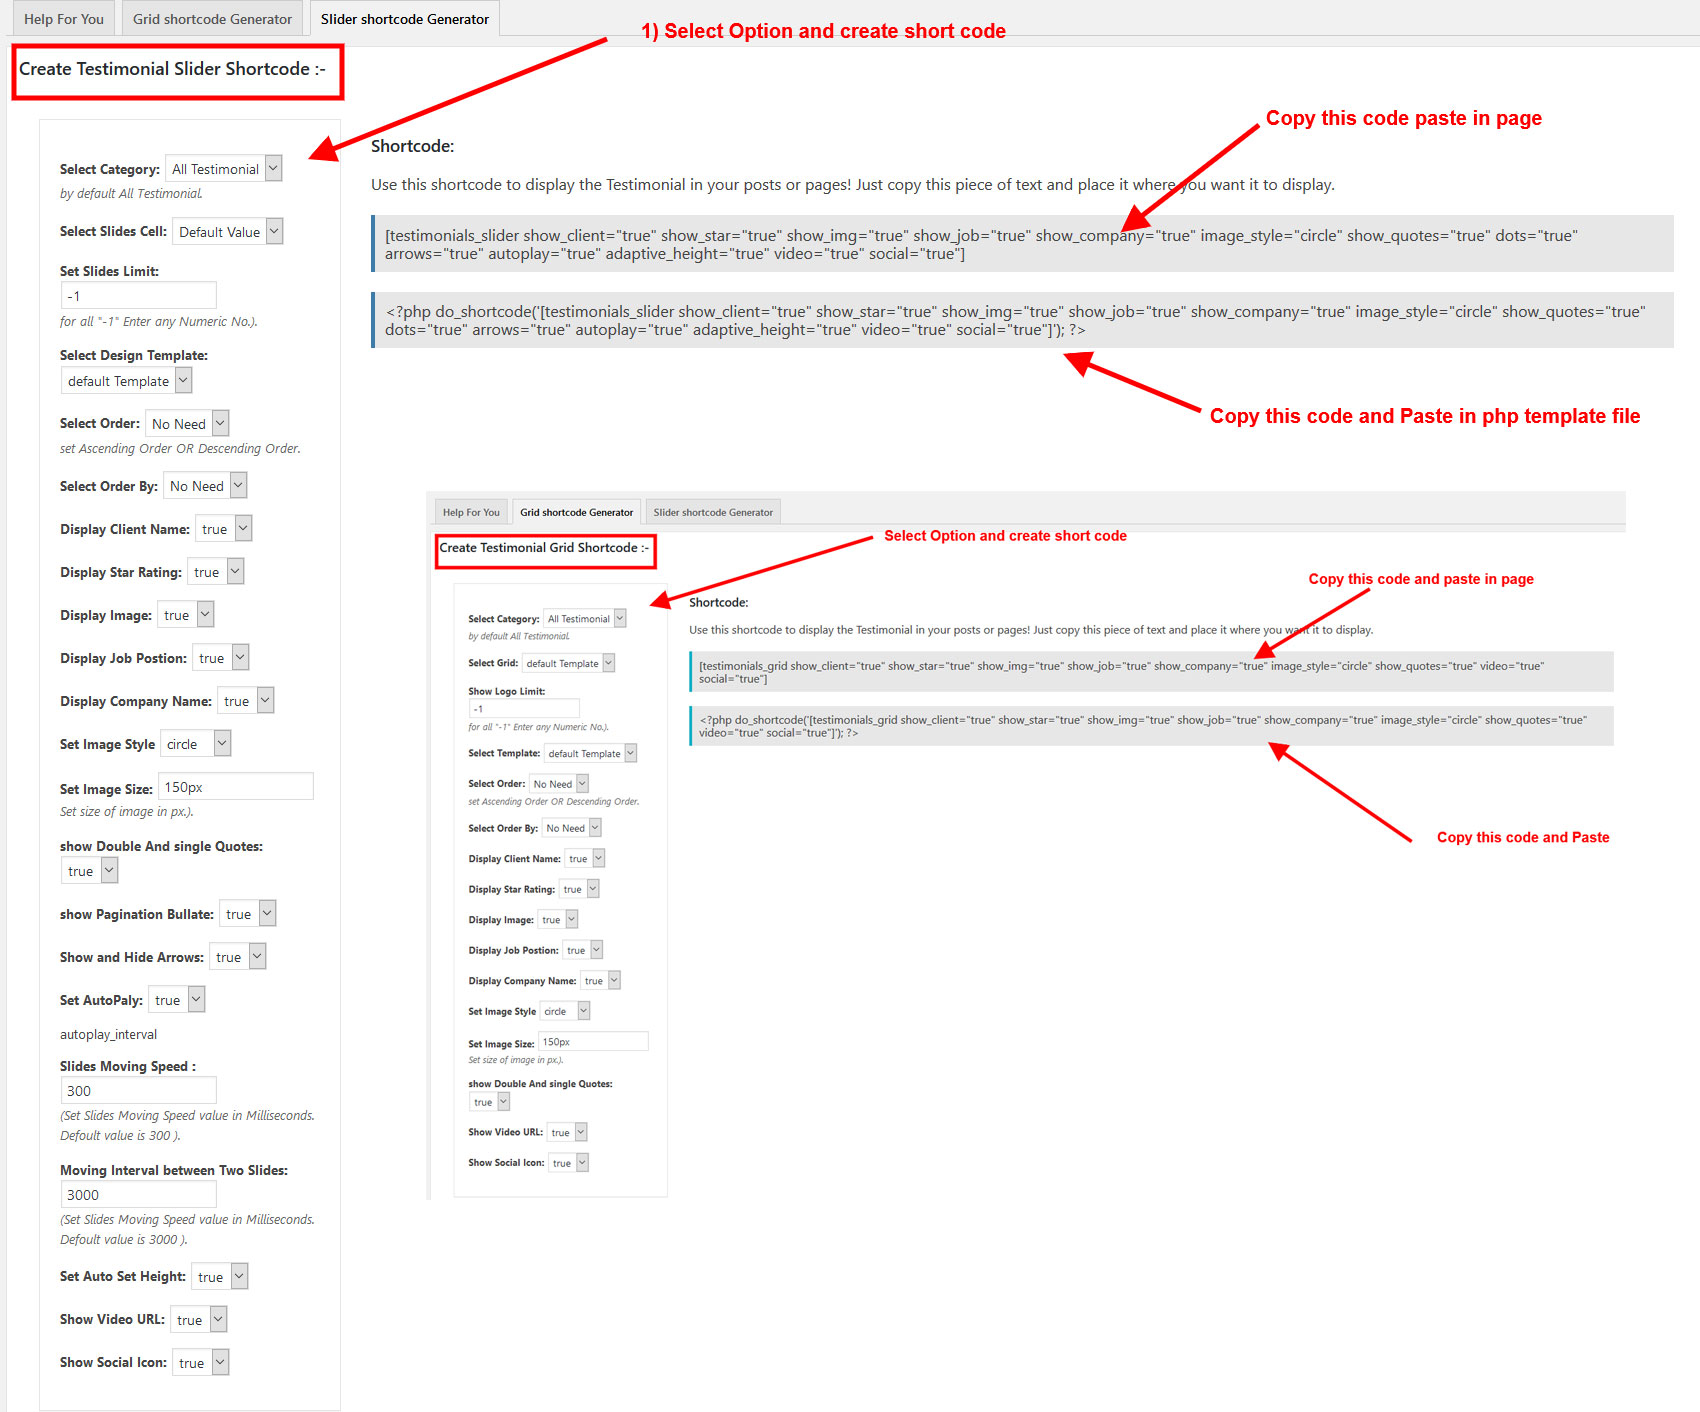 Help For You
Grid shortcode Generator
Slider shortcode Generator
1) Select Option and create short code
Create Testimonial Slider Shortcode :-
Select Category: All Testimonial
by default All Testimonial.
Select Slides Cell: Default Value
Set Slides Limit:
-1
for all "-1" Enter any Numeric No.).
Select Design Template:
default Template
Select Order: No Need
set Ascending Order OR Descending Order.
Select Order By: No Need
Display Client Name: true
Display Star Rating: true
Display Image: true
Display Job Postion: true
Display Company Name: true
Set Image Style circle
Set Image Size: 150px
Set size of image in px.).
show Double And single Quotes:
true
show Pagination Bullate: true
Show and Hide Arrows: true
Set AutoPaly: true
autoplay_interval
Slides Moving Speed :
300
(Set Slides Moving Speed value in Milliseconds.
Defoult value is 300 ).
Moving Interval between Two Slides:
3000
(Set Slides Moving Speed value in Milliseconds.
Defoult value is 3000 ).
Set Auto Set Height: true
Show Video URL: true
Show Social Icon: true
Copy this code paste in page
Shortcode:
Use this shortcode to display the Testimonial in your posts or pages! Just copy this piece of text and place it where you want it to display.
[testimonials_slider show_client="true" show_star="true" show_img="true" show_job="true" show_company="true" image_style="circle" show_quotes="true" dots="true"
arrows="true" autoplay="true" adaptive_height="true" video="true" social="true"]
<?php do_shortcode('[testimonials_slider show_client="true" show_star="true" show_img="true" show_job="true" show_company="true" image_style="circle" show_quotes="true"
dots="true" arrows="true" autoplay="true" adaptive_height="true" video="true" social="true"]'); ?>
Copy this code and Paste in php template file
Help For You
Grid shortcode Generator
Slider shortcode Generator
Select Option and create short code
Create Testimonial Grid Shortcode :-
Select Category: All Testimonial
by default All Testimonial.
Select Grid: default Template
Show Logo Limit:
-1
for all "-1" Enter any Numeric No.).
Select Template: default Template
Select Order: No Need
set Ascending Order OR Descending Order.
Select Order By: No Need
Display Client Name: true
Display Star Rating: true
Display Image: true
Display Job Postion: true
Display Company Name: true
Set Image Style circle
Set Image Size: 150px
Set size of image in px.).
show Double And single Quotes:
true
Show Video URL: true
Show Social Icon: true
Copy this code and paste in page
Shortcode:
Use this shortcode to display the Testimonial in your posts or pages! Just copy this piece of text and place it where you want it to display.
[testimonials_grid show_client="true" show_star="true" show_img="true" show_job="true" show_company="true" image_style="circle" show_quotes="true" video="true"
social="true"]
<?php do_shortcode('[testimonials_grid show_client="true" show_star="true" show_img="true" show_job="true" show_company="true" image_style="circle" show_quotes="true"
video="true" social="true"]'); ?>
Copy this code and Paste